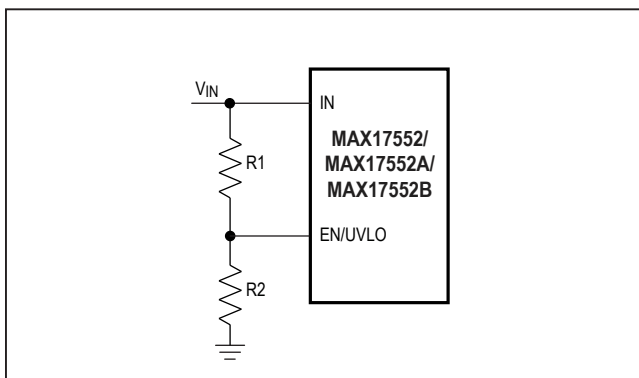 VIN
IN
R1
MAX17552/
MAX17552A/
MAX17552B
EN/UVLO
R2